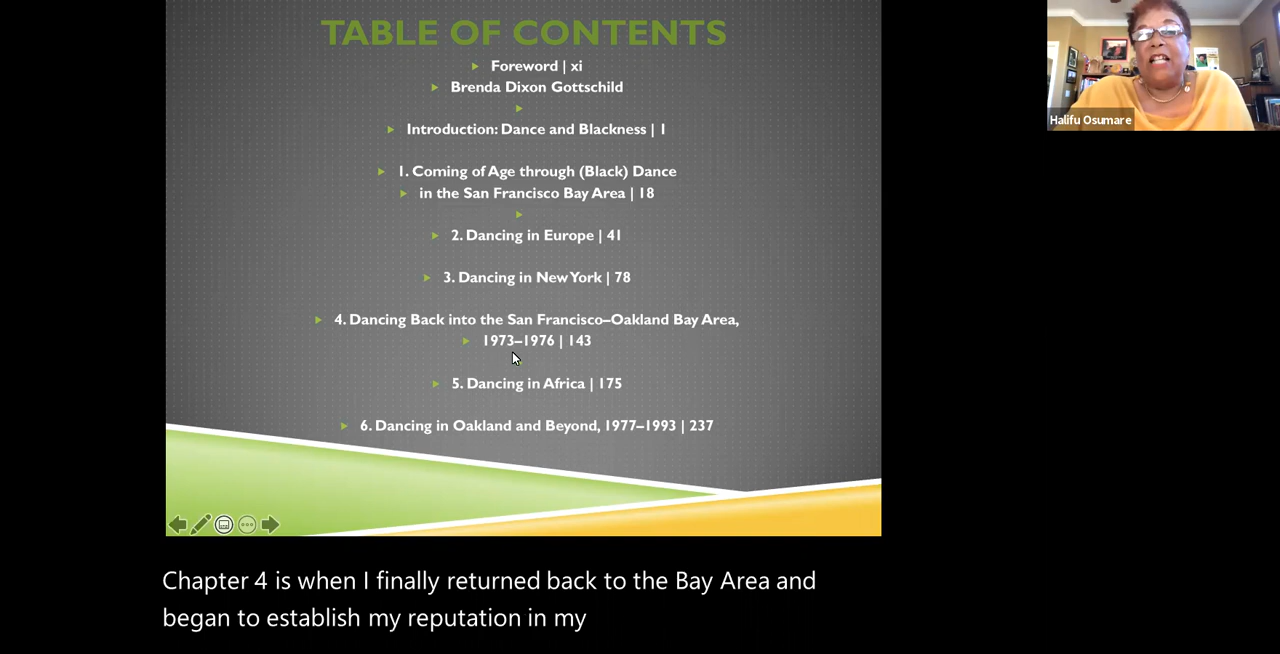 TABLE OF CONTENTS
Foreword | xi
Brenda Dixon Gottschild
Introduction: Dance and Blackness | 1
1. Coming of Age through (Black) Dance
in the San Francisco Bay Area | 18
2. Dancing in Europe | 41
3. Dancing in New York | 78
4. Dancing Back into the San Francisco–Oakland Bay Area,
1973–1976 | 143
5. Dancing in Africa | 175
6. Dancing in Oakland and Beyond, 1977–1993 | 237
Halifu Osumare
Chapter 4 is when I finally returned back to the Bay Area and
began to establish my reputation in my